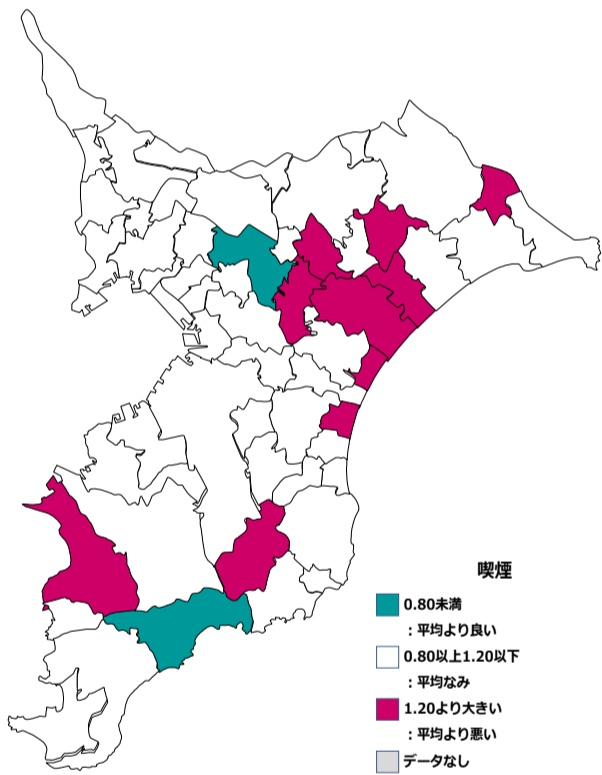 喫煙
0.80未満
：平均より良い
0.80以上1.20以下
：平均なみ
1.20より大きい
：平均より悪い
データなし